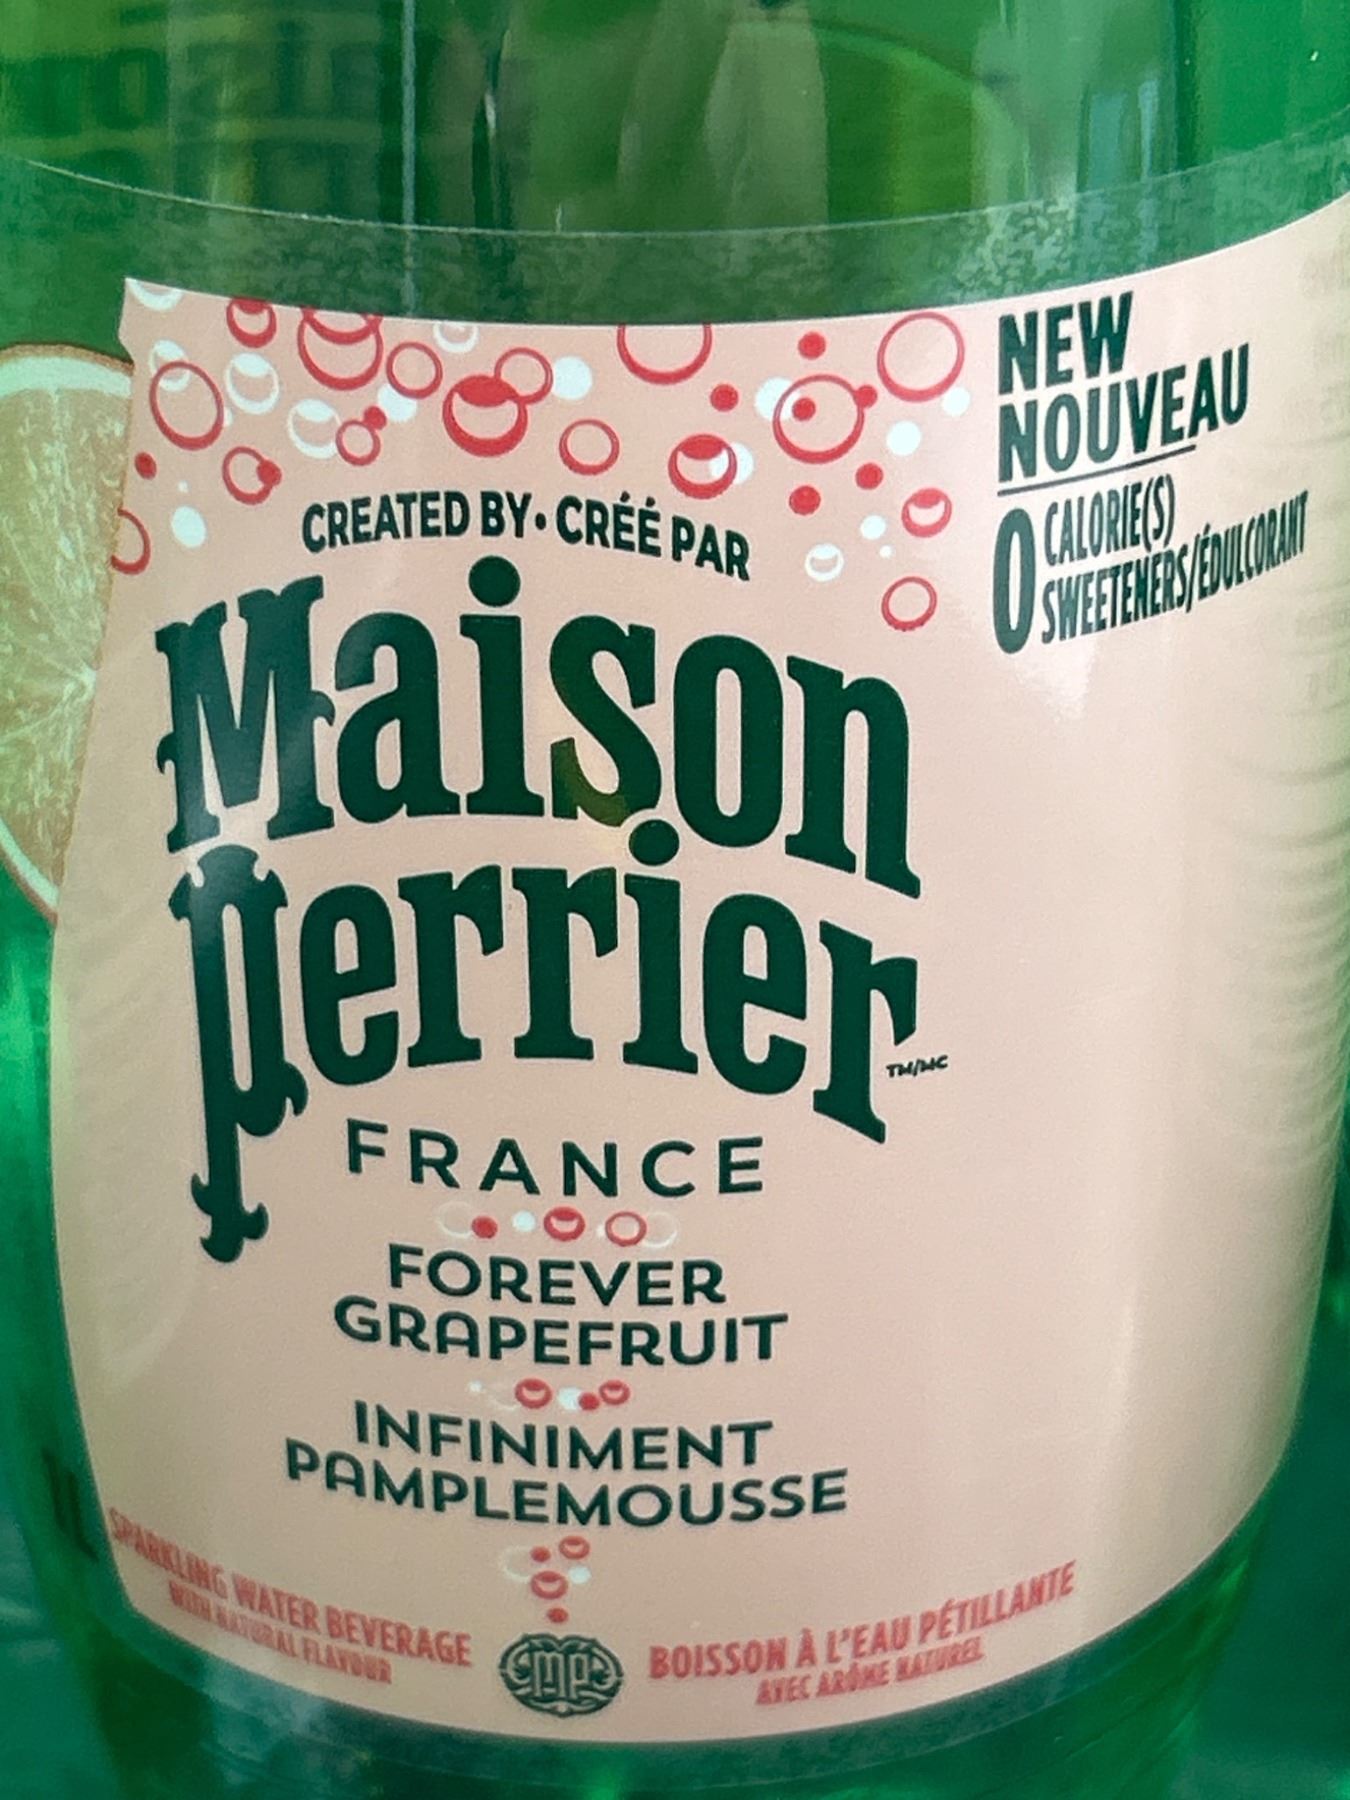 NEW
NOUVEAU
0 CALORIE(S)
SWEETENERS/ÉDULCORANT
CREATED BY • CRÉÉ PAR
Maison
Perrier
TM/MC
FRANCE
FOREVER
GRAPEFRUIT
INFINIMENT
PAMPLEMOUSSE
SPARKLING WATER BEVERAGE
WITH NATURAL FLAVOUR
MP
BOISSON À L'EAU PÉTILLANTE
AVEC ARÔME NATUREL